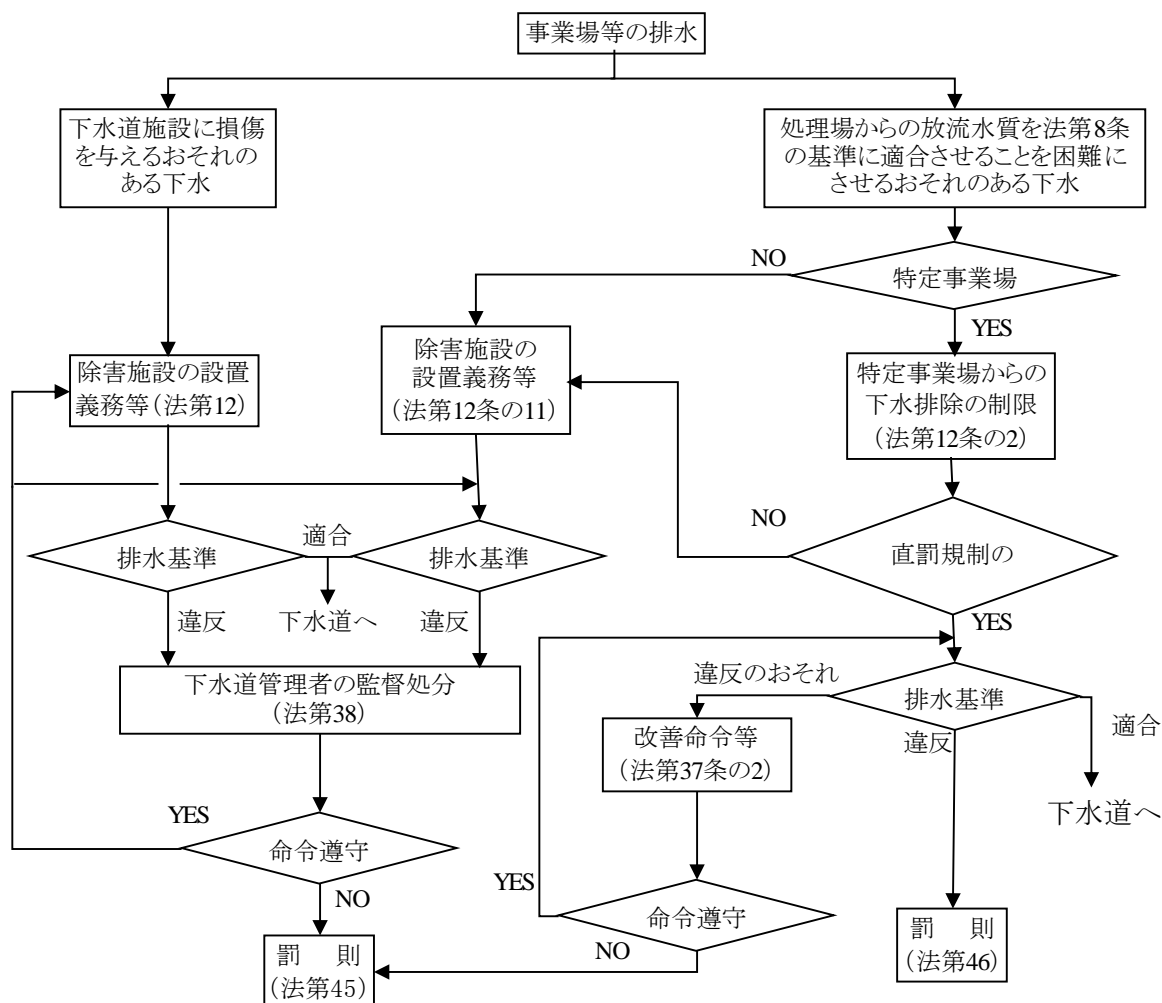 事業場等の排水
下水道施設に損傷
を与えるおそれの
ある下水
処理場からの放流水質を法第8条
の基準に適合させることを困難に
させるおそれのある下水
NO
特定事業場
YES
除害施設の設置
義務等(法第12)
除害施設の
設置義務等
(法第12条の11)
特定事業場からの
下水排除の制限
(法第12条の2)
NO
直罰規制の
YES
排水基準
適合
排水基準
違反
下水道へ
違反
下水道管理者の監督処分
(法第38)
違反のおそれ
排水基準
適合
違反
下水道へ
改善命令等
(法第37条の2)
YES
命令遵守
NO
YES
命令遵守
NO
罰 則
(法第45)
罰 則
(法第46)